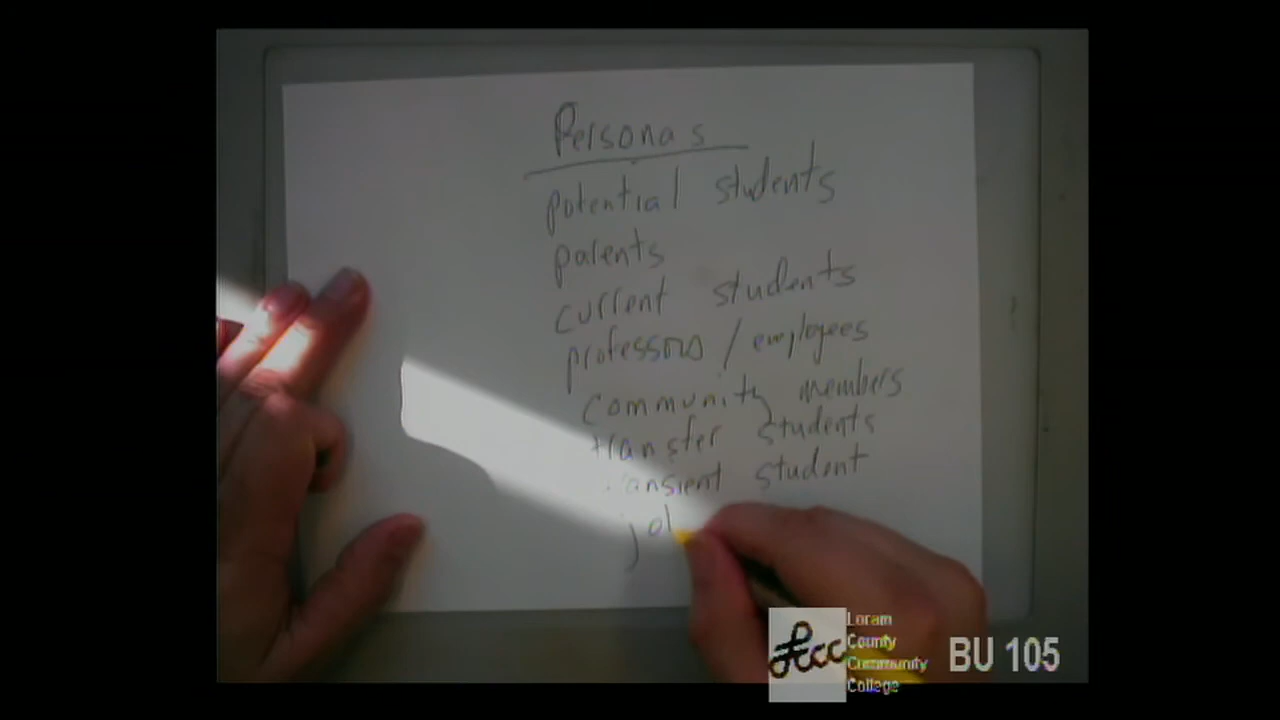 Personas
potential students
parents
current students
professors / employees
community members
transfer students
student
Lorain
County
Community
College
lccc
BU 105